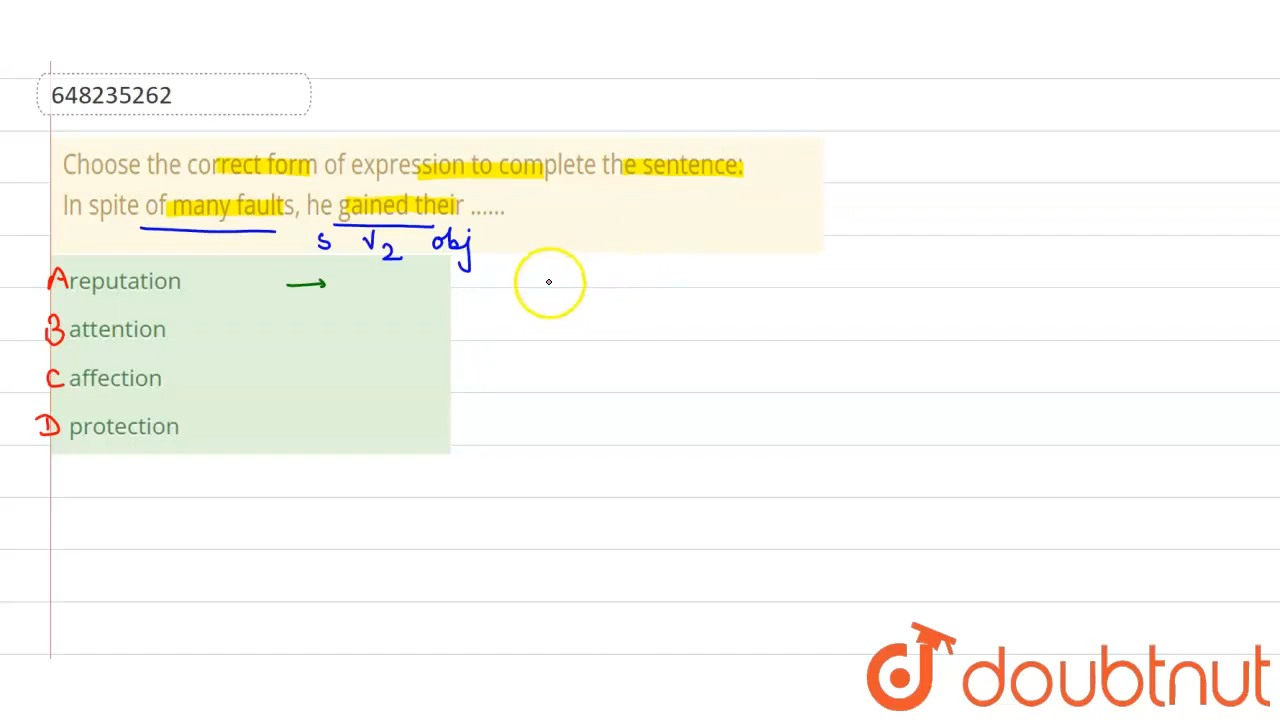 648235262
Choose the correct form of expression to complete the sentence:
In spite of many faults, he gained their ......
s v2 obj
A reputation →
B attention
C affection
D protection
doubtnut